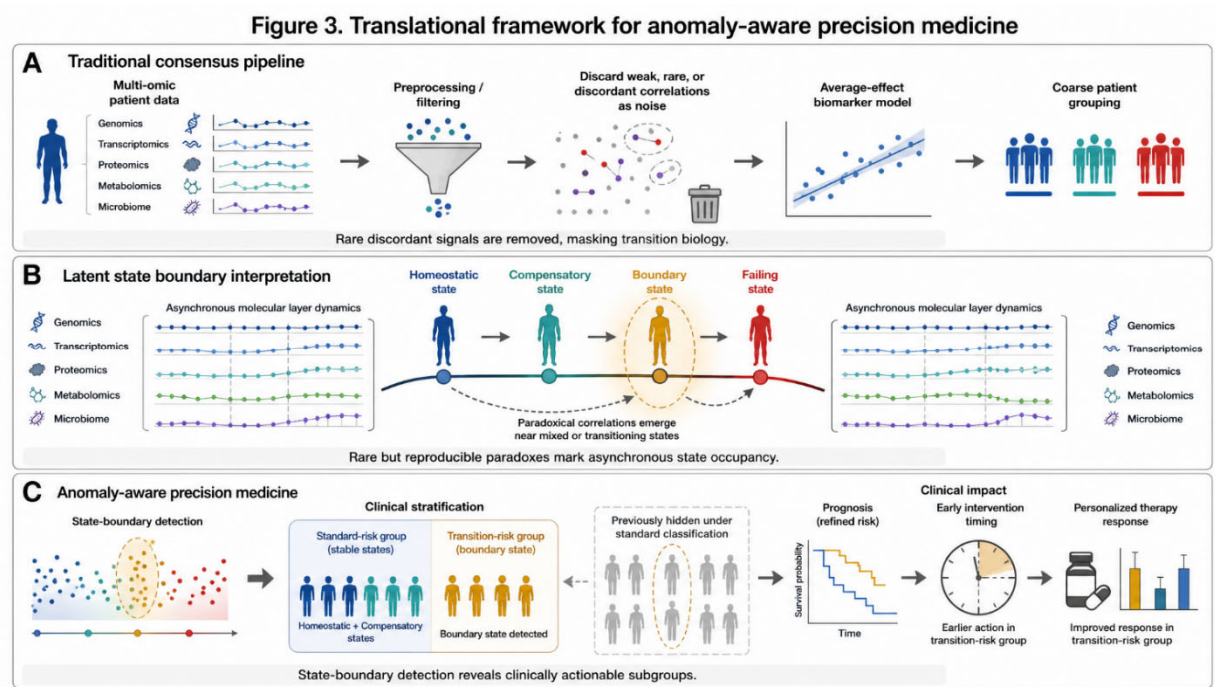 Figure 3. Translational framework for anomaly-aware precision medicine
A
Traditional consensus pipeline
Multi-omic
patient data
Genomics
Transcriptomics
Proteomics
Metabolomics
Microbiome
Preprocessing /
filtering
Discard weak, rare, or
discordant correlations
as noise
Average-effect
biomarker model
Coarse patient
grouping
Rare discordant signals are removed, masking transition biology.
B
Latent state boundary interpretation
Asynchronous molecular layer dynamics
Genomics
Transcriptomics
Proteomics
Metabolomics
Microbiome
Homeostatic
state
Compensatory
state
Boundary
state
Failing
state
Paradoxical correlations emerge
near mixed or transitioning states
Asynchronous molecular layer dynamics
Genomics
Transcriptomics
Proteomics
Metabolomics
Microbiome
Rare but reproducible paradoxes mark asynchronous state occupancy.
C
Anomaly-aware precision medicine
State-boundary detection
Clinical stratification
Standard-risk group
(stable states)
Homeostatic + Compensatory
states
Transition-risk group
(boundary state)
Boundary state detected
Previously hidden under
standard classification
Clinical impact
Prognosis
(refined risk)
Survival probability
Time
Early intervention
timing
Earlier action in
transition-risk group
Personalized therapy
response
Improved response in
transition-risk group
State-boundary detection reveals clinically actionable subgroups.